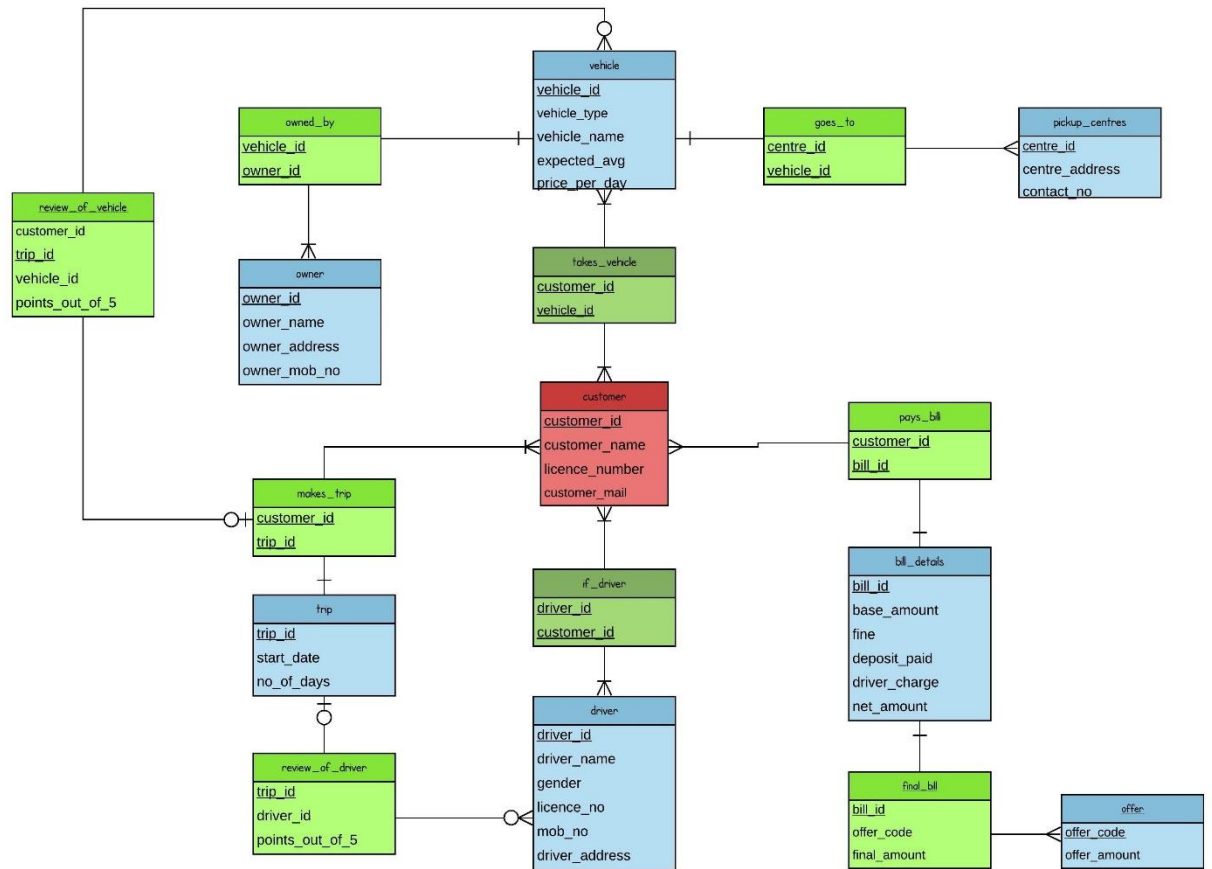 vehicle
vehicle_id
vehicle_type
vehicle_name
expected_avg
price_per_day
owned_by
vehicle_id
owner_id
goes_to
centre_id
vehicle_id
pickup_centres
centre_id
centre_address
contact_no
review_of_vehicle
customer_id
trip_id
vehicle_id
points_out_of_5
owner
owner_id
owner_name
owner_address
owner_mob_no
takes_vehicle
customer_id
vehicle_id
customer
customer_id
customer_name
licence_number
customer_mail
pays_bill
customer_id
bill_id
makes_trip
customer_id
trip_id
bill_details
bill_id
base_amount
fine
deposit_paid
driver_charge
net_amount
if_driver
driver_id
customer_id
trip
trip_id
start_date
no_of_days
driver
driver_id
driver_name
gender
licence_no
mob_no
driver_address
review_of_driver
trip_id
driver_id
points_out_of_5
final_bill
bill_id
offer_code
final_amount
offer
offer_code
offer_amount